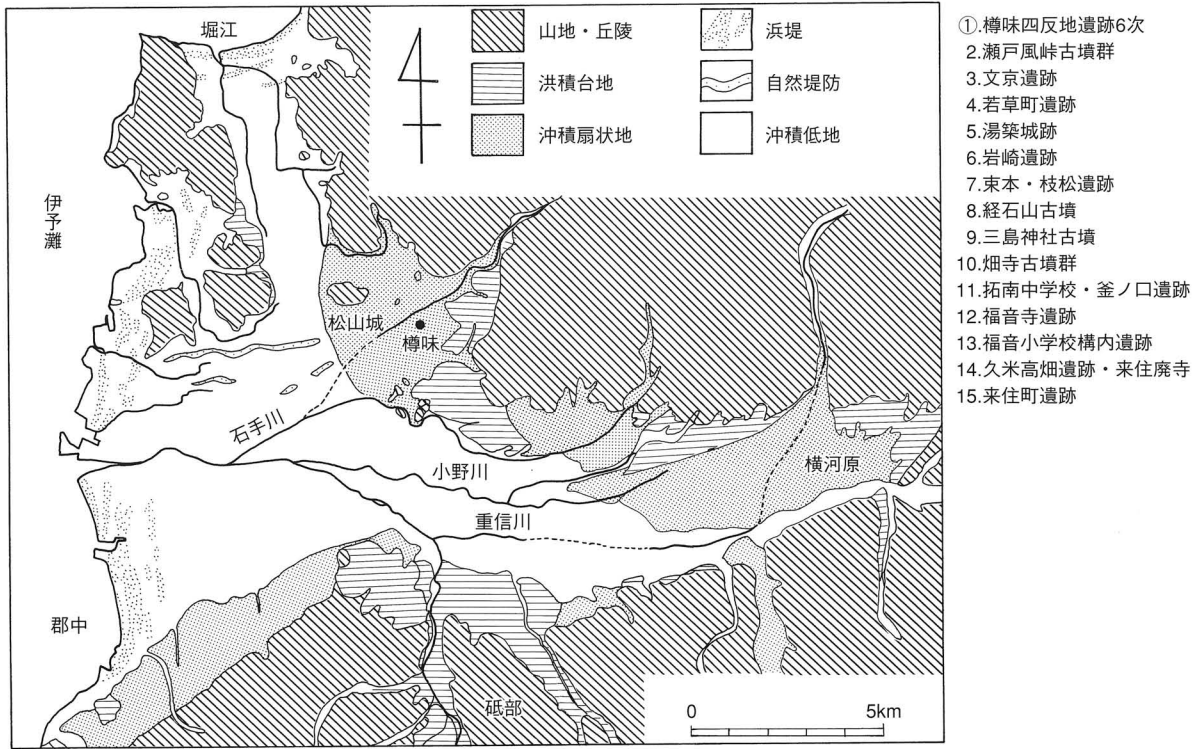 堀江
山地・丘陵
浜堤
洪積台地
自然堤防
沖積扇状地
沖積低地
伊予灘
松山城
樽味
石手川
小野川
横河原
重信川
郡中
砥部
0 5km
①.樽味四反地遺跡6次
2.瀬戸風峠古墳群
3.文京遺跡
4.若草町遺跡
5.湯築城跡
6.岩崎遺跡
7.束本・枝松遺跡
8.経石山古墳
9.三島神社古墳
10.畑寺古墳群
11.拓南中学校・釜ノ口遺跡
12.福音寺遺跡
13.福音小学校構内遺跡
14.久米高畑遺跡・来住廃寺
15.来住町遺跡